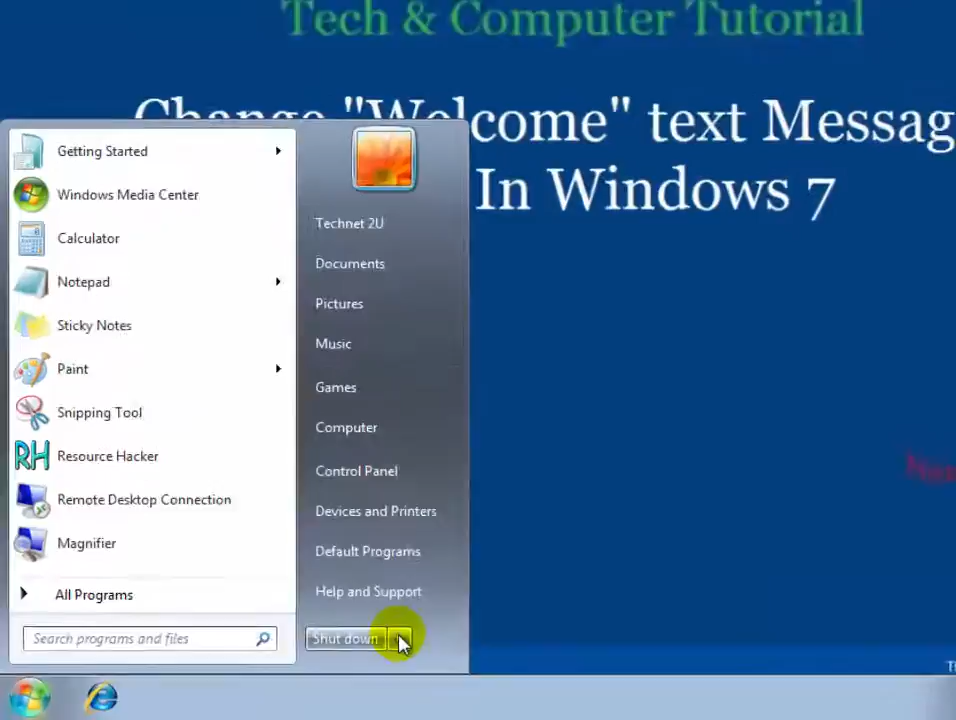 Tech & Computer Tutorial
Change "Welcome" text Messag
In Windows 7
Getting Started
Windows Media Center
Calculator
Notepad
Sticky Notes
Paint
Snipping Tool
RH Resource Hacker
Remote Desktop Connection
Magnifier
All Programs
Search programs and files
Technet 2U
Documents
Pictures
Music
Games
Computer
Control Panel
Devices and Printers
Default Programs
Help and Support
Shut down